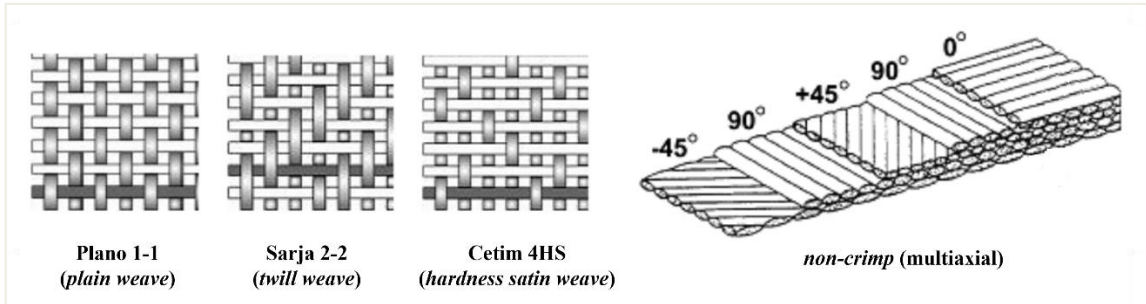 Plano 1-1
(plain weave)
Sarja 2-2
(twill weave)
Cetim 4HS
(hardness satin weave)
-45°
90°
+45°
90°
0°
non-crimp (multiaxial)